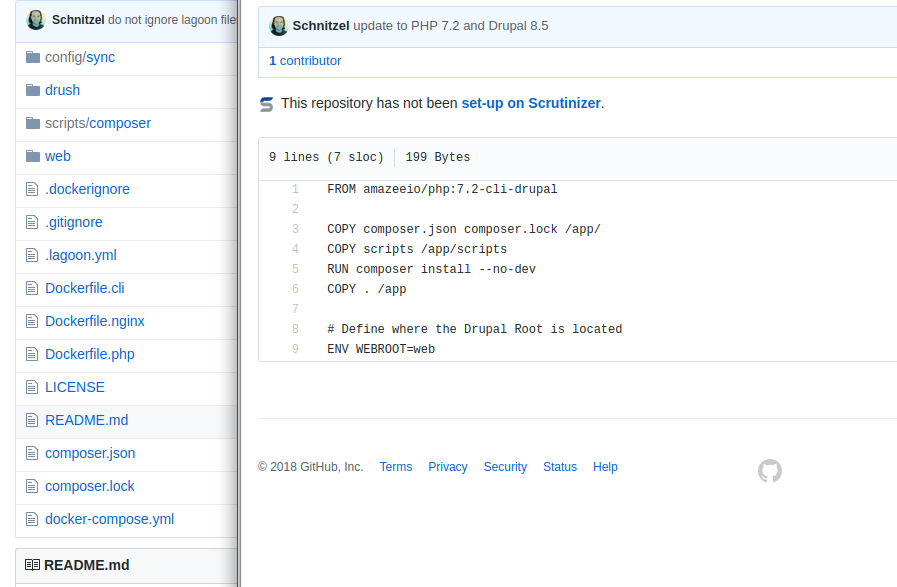 Schnitzel do not ignore lagoon files
config/sync
drush
scripts/composer
web
.dockerignore
.gitignore
.lagoon.yml
Dockerfile.cli
Dockerfile.nginx
Dockerfile.php
LICENSE
README.md
composer.json
composer.lock
docker-compose.yml
README.md
Schnitzel update to PHP 7.2 and Drupal 8.5
1 contributor
This repository has not been set-up on Scrutinizer.
9 lines (7 sloc) 199 Bytes
1 FROM amazeeio/php:7.2-cli-drupal
2
3 COPY composer.json composer.lock /app/
4 COPY scripts /app/scripts
5 RUN composer install --no-dev
6 COPY . /app
7
8 # Define where the Drupal Root is located
9 ENV WEBROOT=web
© 2018 GitHub, Inc. Terms Privacy Security Status Help